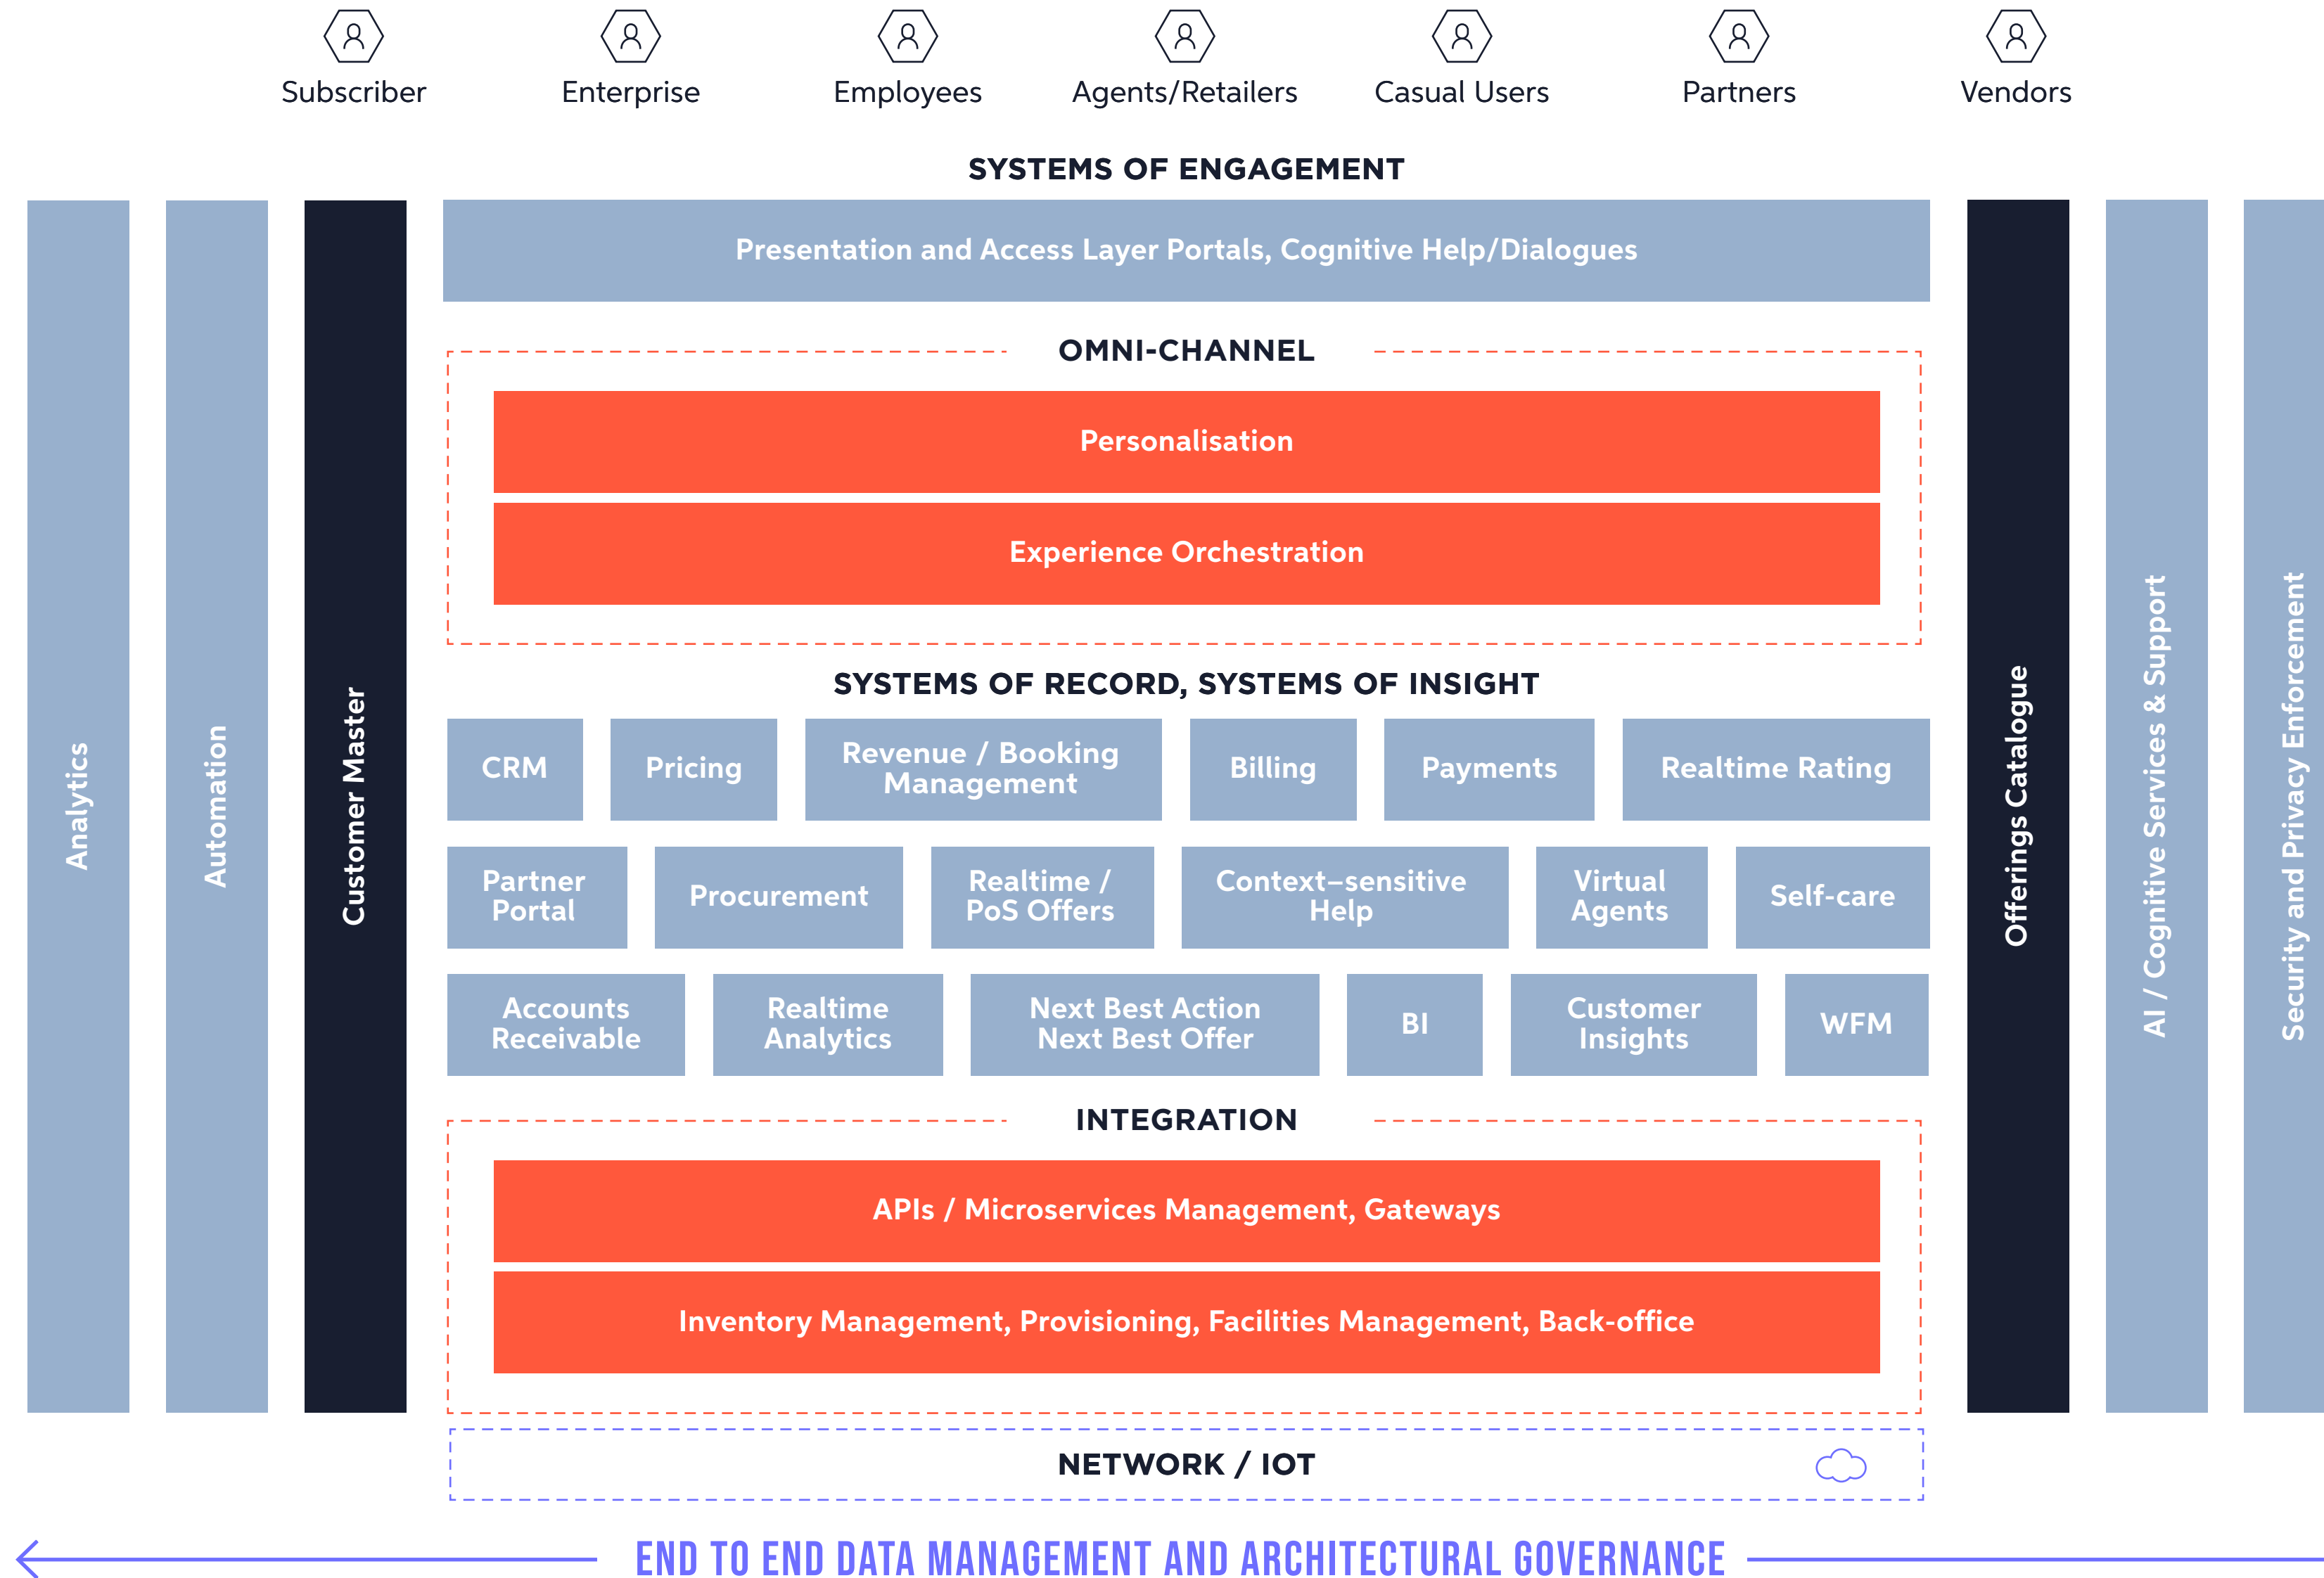 Subscriber
Enterprise
Employees
Agents/Retailers
Casual Users
Partners
Vendors
SYSTEMS OF ENGAGEMENT
Analytics
Automation
Customer Master
Presentation and Access Layer Portals, Cognitive Help/Dialogues
OMNI-CHANNEL
Personalisation
Experience Orchestration
SYSTEMS OF RECORD, SYSTEMS OF INSIGHT
CRM
Pricing
Revenue / Booking
Management
Billing
Payments
Realtime Rating
Partner
Portal
Procurement
Realtime /
PoS Offers
Context–sensitive
Help
Virtual
Agents
Self-care
Accounts
Receivable
Realtime
Analytics
Next Best Action
Next Best Offer
BI
Customer
Insights
WFM
INTEGRATION
APIs / Microservices Management, Gateways
Inventory Management, Provisioning, Facilities Management, Back-office
NETWORK / IOT
Offerings Catalogue
AI / Cognitive Services & Support
Security and Privacy Enforcement
END TO END DATA MANAGEMENT AND ARCHITECTURAL GOVERNANCE